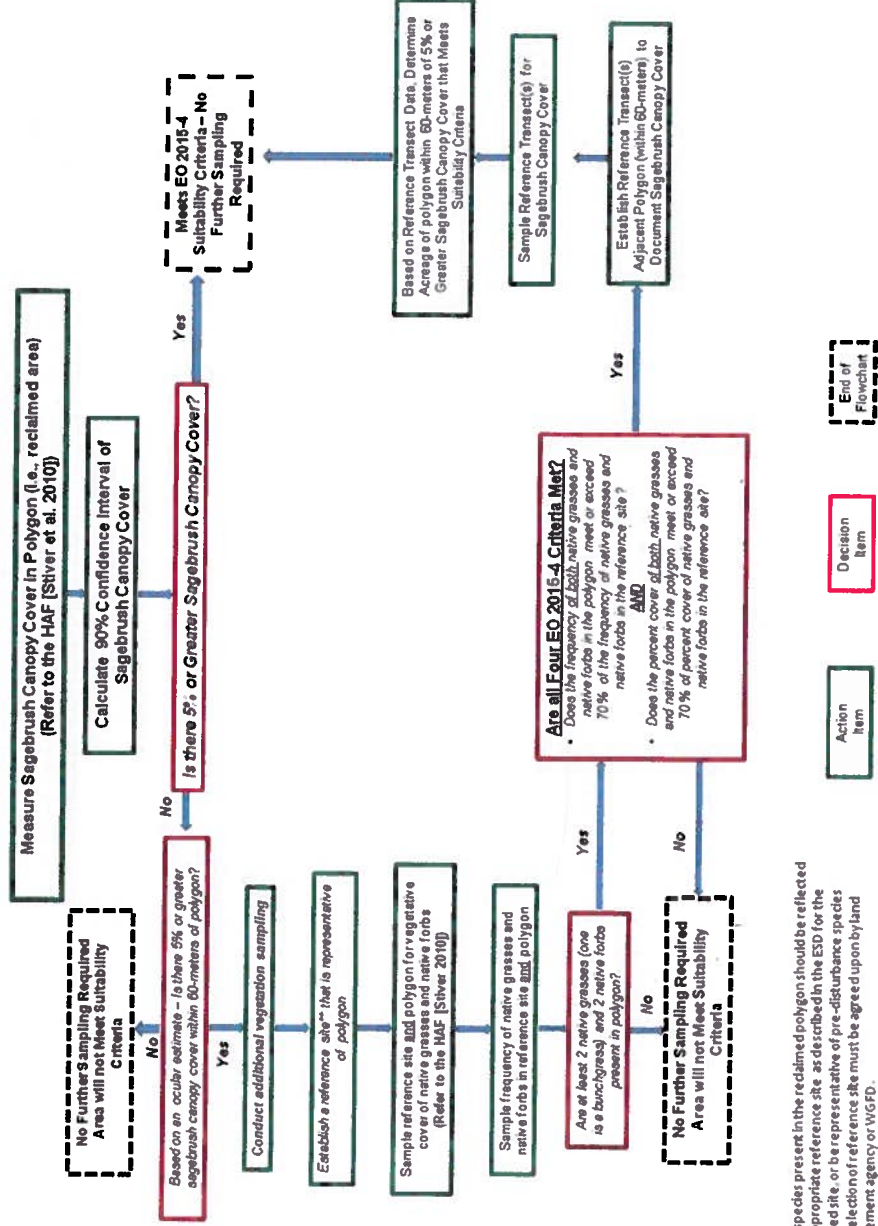 Measure Sagebrush Canopy Cover in Polygon (i.e., reclaimed area)
(Refer to the HAF [Stiver et al. 2010])
Calculate 90% Confidence Interval of
Sagebrush Canopy Cover
Is there 5% or Greater Sagebrush Canopy Cover?
Yes
Meets EO 2015-4
Suitability Criteria – No
Further Sampling
Required
No
Based on an ocular estimate – Is there 5% or greater
sagebrush canopy cover within 60-meters of polygon?
No
No Further Sampling Required
Area will not Meet Suitability
Criteria
Yes
Conduct additional vegetation sampling
Establish a reference site** that is representative
of polygon
Sample reference site and polygon for vegetative
cover of native grasses and native forbs
(Refer to the HAF [Stiver 2010])
Sample frequency of native grasses and
native forbs in reference site and polygon
Are at least 2 native grasses (one
is a bunchgrass) and 2 native forbs
present in polygon?
No
No Further Sampling Required
Area will not Meet Suitability
Criteria
Yes
Are all Four EO 2015-4 Criteria Met?
• Does the frequency of both native grasses and
native forbs in the polygon meet or exceed
70% of the frequency of native grasses and
native forbs in the reference site?
AND
• Does the percent cover of both native grasses
and native forbs in the polygon meet or exceed
70% of percent cover of native grasses and
native forbs in the reference site?
No
Yes
Establish Reference Transect(s)
Adjacent Polygon (within 60-meters) to
Document Sagebrush Canopy Cover
Sample Reference Transect(s) for
Sagebrush Canopy Cover
Based on Reference Transect Data, Determine
Acreage of polygon within 60-meters of 5% or
Greater Sagebrush Canopy Cover that Meets
Suitability Criteria
species present in the reclaimed polygon should be reflected
propriate reference site as described in the ESD for the
ed site, or be representative of pre-disturbance species
lection of reference site must be agreed upon by land
ement agency or WGFD.
Action
Item
Decision
Item
End of
Flowchart